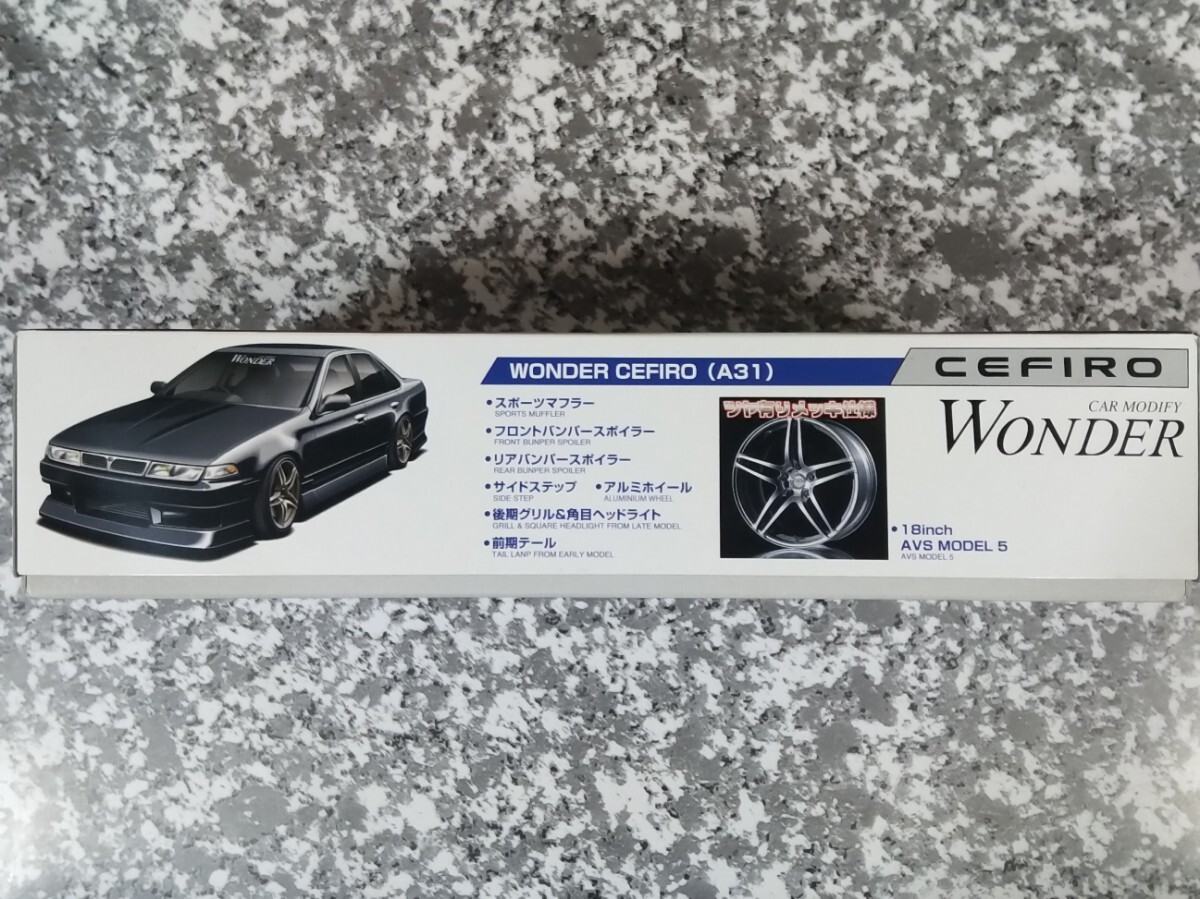 WONDER
WONDER CEFIRO (A31)
CEFIRO
CAR MODIFY
WONDER
•スポーツマフラー
SPORTS MUFFLER
•フロントバンパースポイラー
FRONT BUNPER SPOILER
•リアバンパースポイラー
REAR BUNPER SPOILER
•サイドステップ •アルミホイール
SIDE STEP ALUMINIUM WHEEL
•後期グリル&角目ヘッドライト
GRILL & SQUARE HEADLIGHT FROM LATE MODEL
•前期テール
TAIL LANP FROM EARLY MODEL
ツヤ有リメッキ仕様
•18inch
AVS MODEL 5
AVS MODEL 5